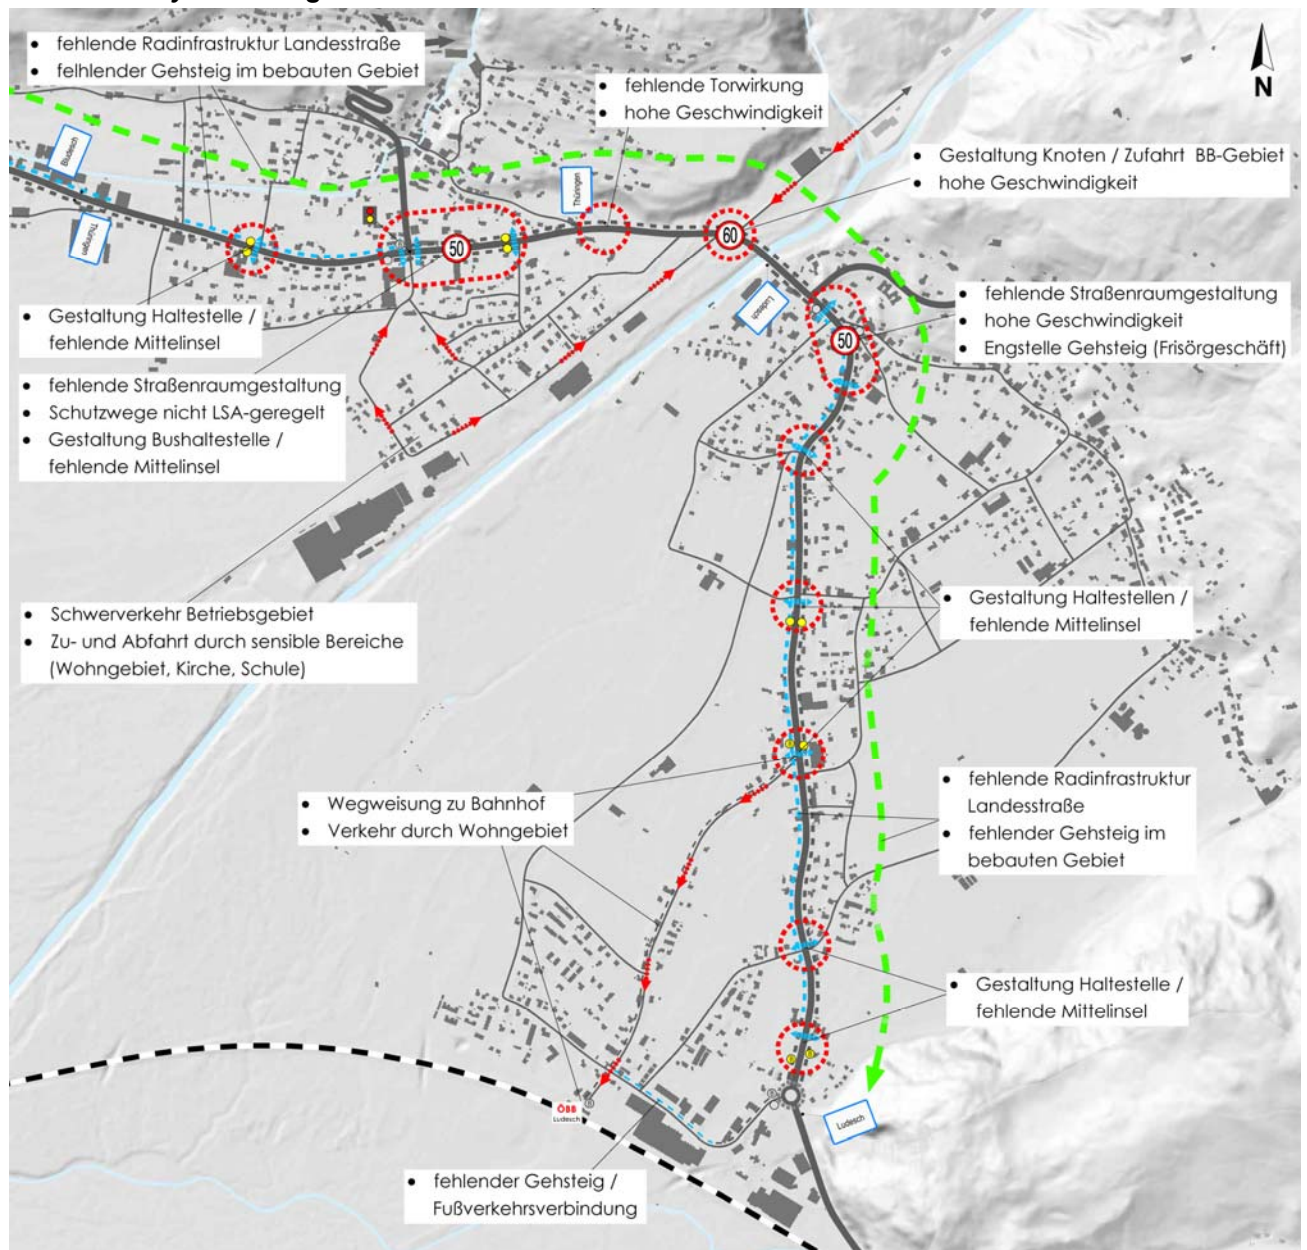 • fehlende Radinfrastruktur Landesstraße
• felhlender Gehsteig im bebauten Gebiet
• fehlende Torwirkung
• hohe Geschwindigkeit
N
• Gestaltung Knoten / Zufahrt BB-Gebiet
• hohe Geschwindigkeit
Bludesch
Thüringen
Thüringen
50
60
Ludesch
50
• Gestaltung Haltestelle /
fehlende Mittelinsel
• fehlende Straßenraumgestaltung
• hohe Geschwindigkeit
• Engstelle Gehsteig (Frisörgeschäft)
• fehlende Straßenraumgestaltung
• Schutzwege nicht LSA-geregelt
• Gestaltung Bushaltestelle /
fehlende Mittelinsel
• Schwerverkehr Betriebsgebiet
• Zu- und Abfahrt durch sensible Bereiche
(Wohngebiet, Kirche, Schule)
• Gestaltung Haltestellen /
fehlende Mittelinsel
• Wegweisung zu Bahnhof
• Verkehr durch Wohngebiet
• fehlende Radinfrastruktur
Landesstraße
• fehlender Gehsteig im
bebauten Gebiet
• Gestaltung Haltestelle /
fehlende Mittelinsel
ÖBB
Ludesch
Ludesch
• fehlender Gehsteig /
Fußverkehrsverbindung